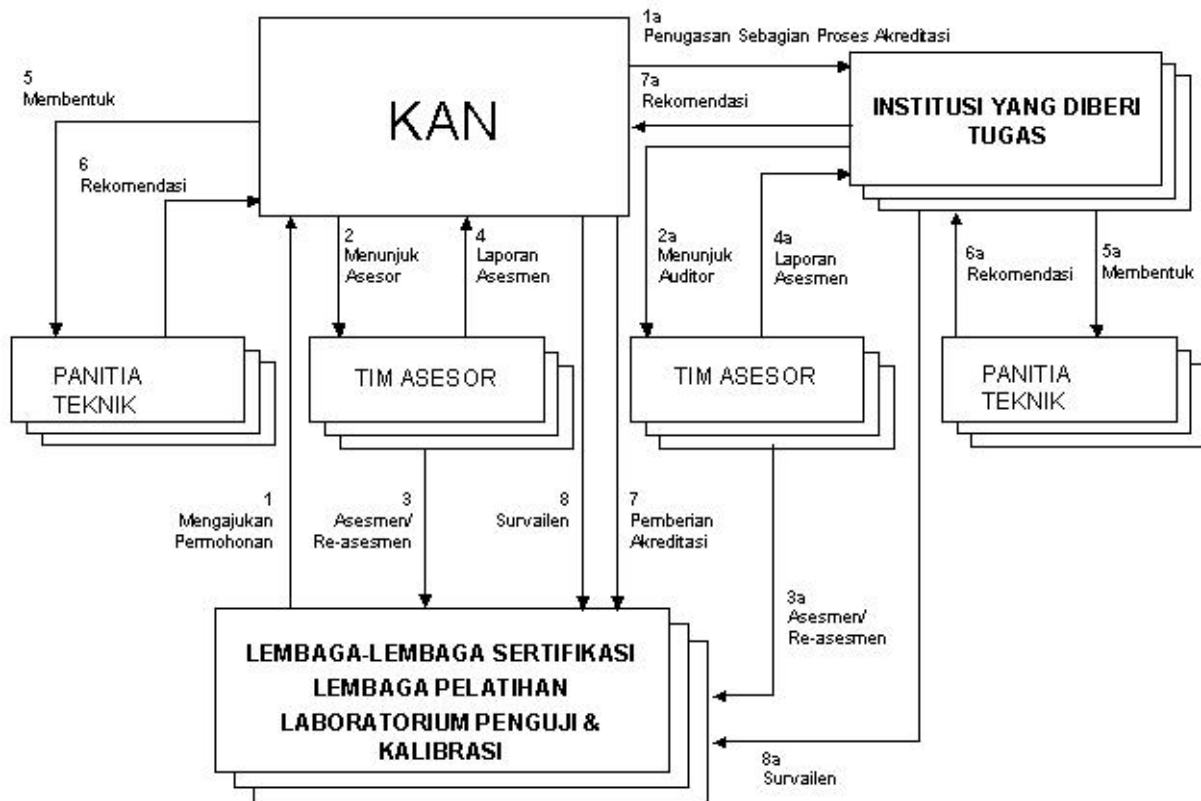 1a
Penugasan Sebagian Proses Akreditasi
5
Membentuk
7a
Rekomendasi
KAN
INSTITUSI YANG DIBERI
TUGAS
6
Rekomendasi
2
Menunjuk
Asesor
4
Laporan
Asesmen
2a
Menunjuk
Auditor
4a
Laporan
Asesmen
6a
Rekomendasi
5a
Membentuk
PANITIA
TEKNIK
TIM ASESOR
TIM ASESOR
PANITIA
TEKNIK
1
Mengajukan
Permohonan
3
Asesmen/
Re-asesmen
8
Survailen
7
Pemberian
Akreditasi
3a
Asesmen/
Re-asesmen
LEMBAGA-LEMBAGA SERTIFIKASI
LEMBAGA PELATIHAN
LABORATORIUM PENGUJI &
KALIBRASI
8a
Survailen